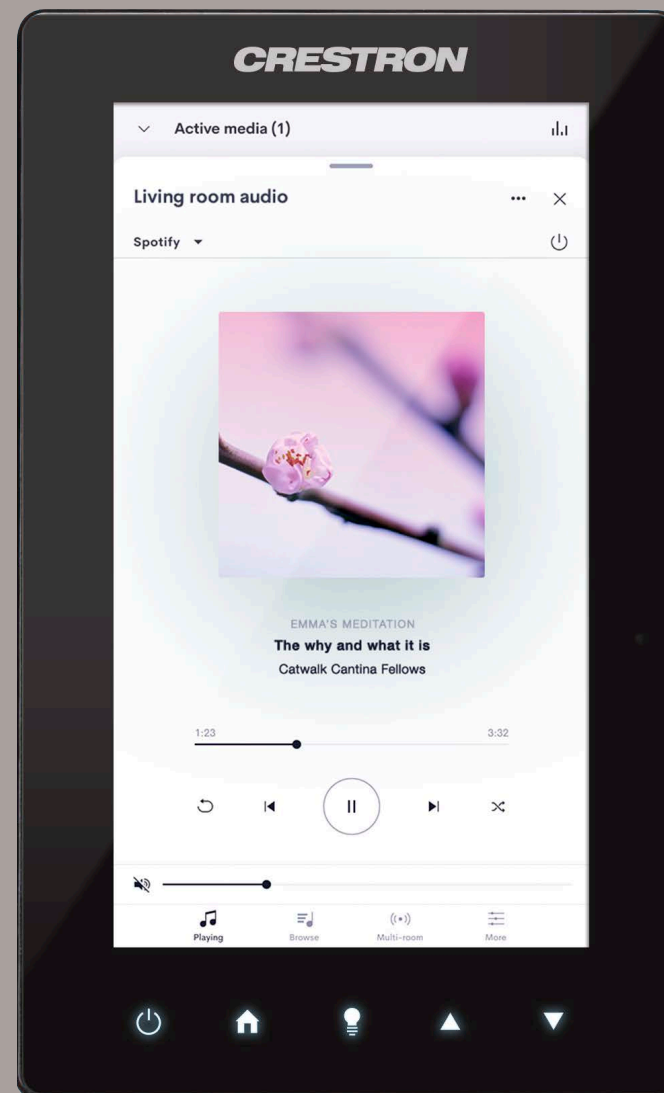 CRESTRON
Active media (1)
Living room audio
Spotify
EMMA'S MEDITATION
The why and what it is
Catwalk Cantina Fellows
1:23 3:32
Playing Browse Multi-room More